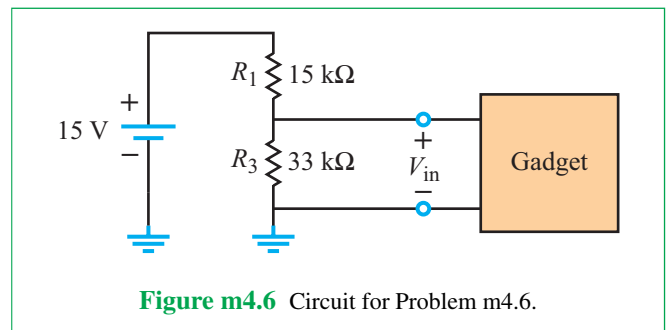 R1 15 kΩ
+
15 V
−
R3 33 kΩ
+
Vin
−
Gadget
Figure m4.6 Circuit for Problem m4.6.